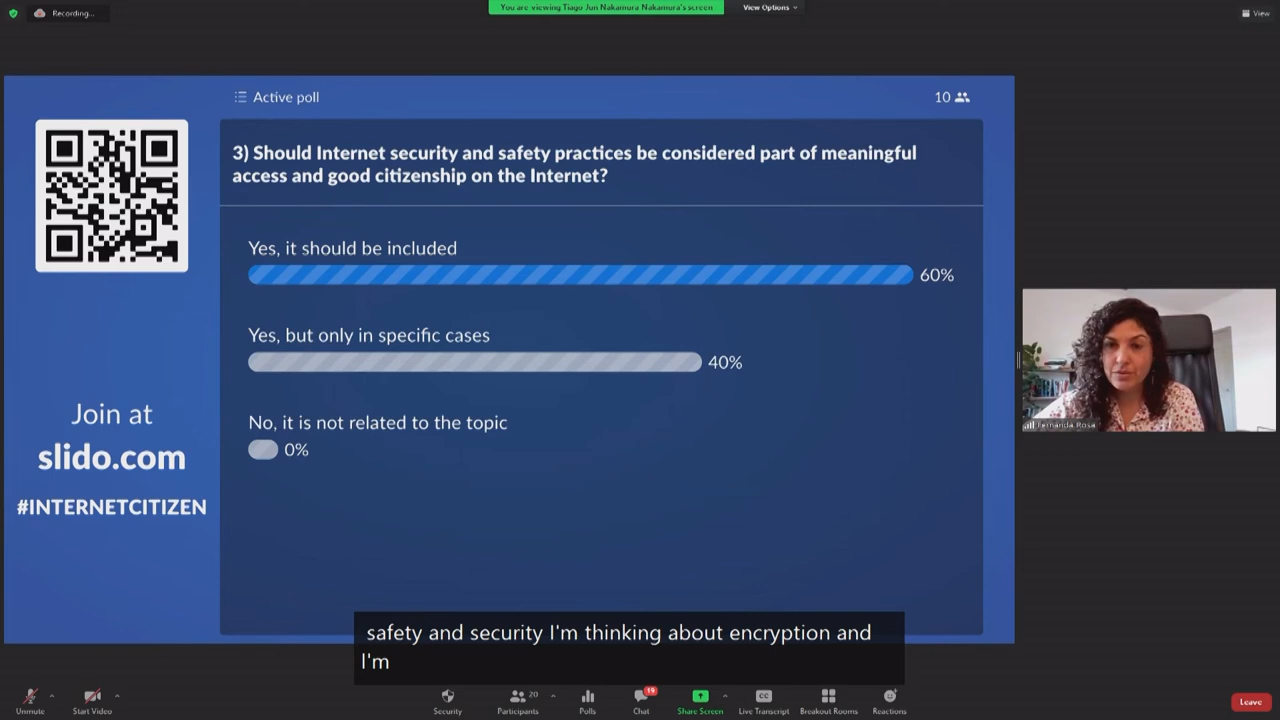 Recording...
You are viewing Tiago Jun Nakamura Nakamura's screen
View Options
View
Active poll
10
3) Should Internet security and safety practices be considered part of meaningful
access and good citizenship on the Internet?
Yes, it should be included
60%
Yes, but only in specific cases
40%
No, it is not related to the topic
0%
Join at
slido.com
#INTERNETCITIZEN
Fernanda Rosa
safety and security I'm thinking about encryption and
I'm
Unmute
Start Video
Security
20
Participants
Polls
19
Chat
Share Screen
CC
Live Transcript
Breakout Rooms
Reactions
Leave